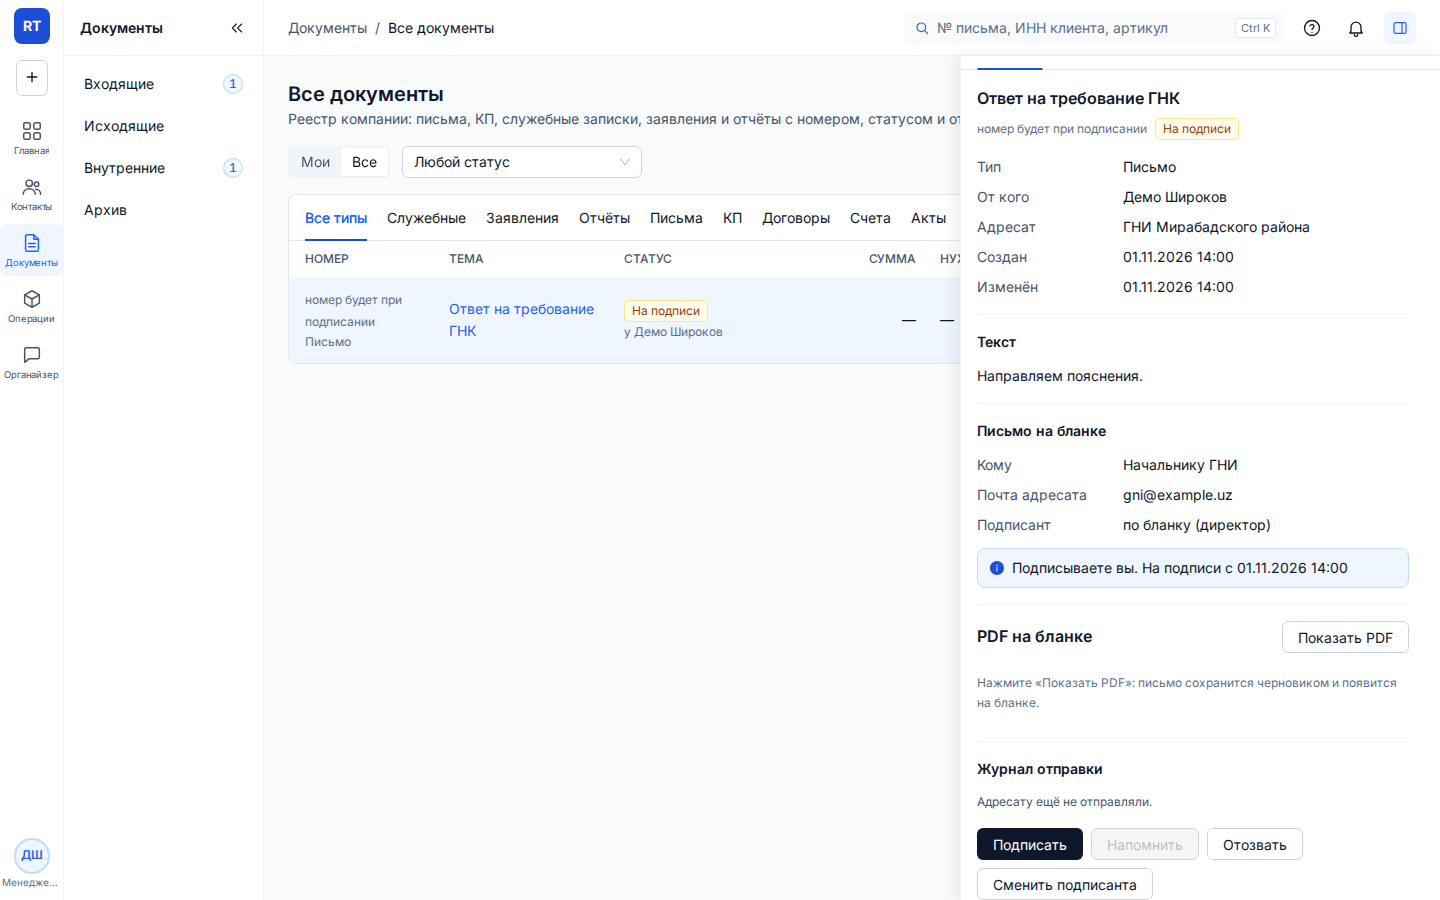 RT
Главная
Контакты
Документы
Операции
Органайзер
ДШ
Менедже...
Документы
Входящие 1
Исходящие
Внутренние 1
Архив
Документы / Все документы
№ письма, ИНН клиента, артикул Ctrl K
Все документы
Реестр компании: письма, КП, служебные записки, заявления и отчёты с номером, статусом и от
Мои Все Любой статус
Все типы Служебные Заявления Отчёты Письма КП Договоры Счета Акты
НОМЕР ТЕМА СТАТУС СУММА НУЖ
номер будет при
подписании
Письмо
Ответ на требование
ГНК
На подписи
у Демо Широков
— —
Ответ на требование ГНК
номер будет при подписании На подписи
Тип Письмо
От кого Демо Широков
Адресат ГНИ Мирабадского района
Создан 01.11.2026 14:00
Изменён 01.11.2026 14:00
Текст
Направляем пояснения.
Письмо на бланке
Кому Начальнику ГНИ
Почта адресата gni@example.uz
Подписант по бланку (директор)
Подписываете вы. На подписи с 01.11.2026 14:00
PDF на бланке Показать PDF
Нажмите «Показать PDF»: письмо сохранится черновиком и появится
на бланке.
Журнал отправки
Адресату ещё не отправляли.
Подписать Напомнить Отозвать
Сменить подписанта